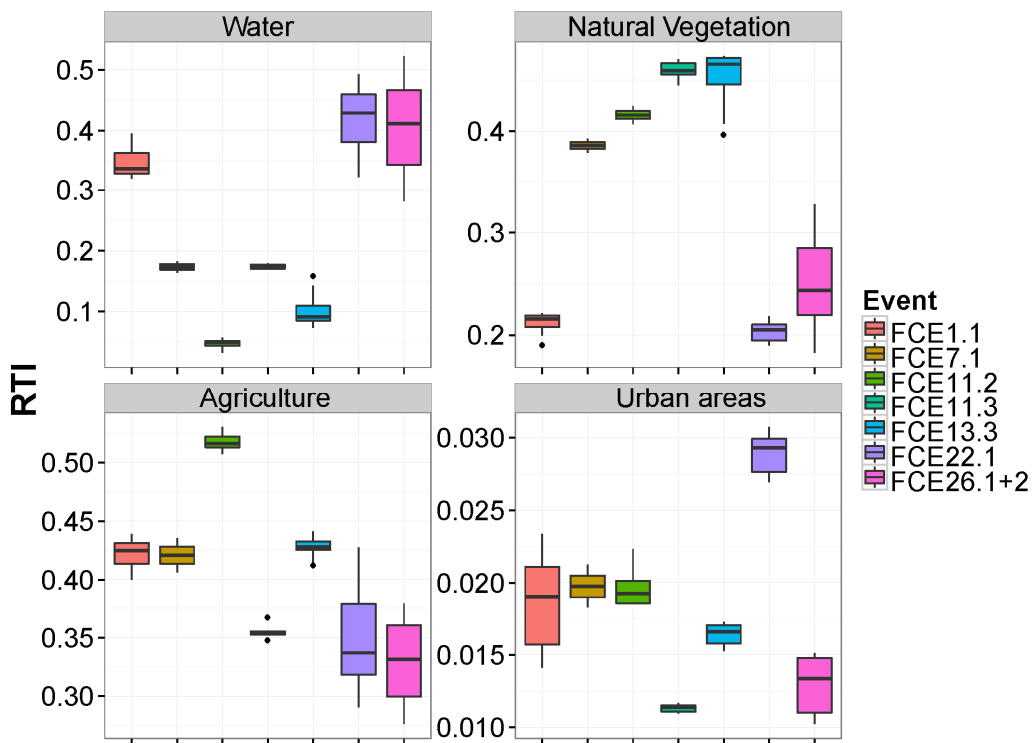 Water
Natural Vegetation
0.5
0.4
0.3
0.2
0.1
0.4
0.3
0.2
RTI
Agriculture
Urban areas
0.50
0.45
0.40
0.35
0.30
0.030
0.025
0.020
0.015
0.010
Event
FCE1.1
FCE7.1
FCE11.2
FCE11.3
FCE13.3
FCE22.1
FCE26.1+2